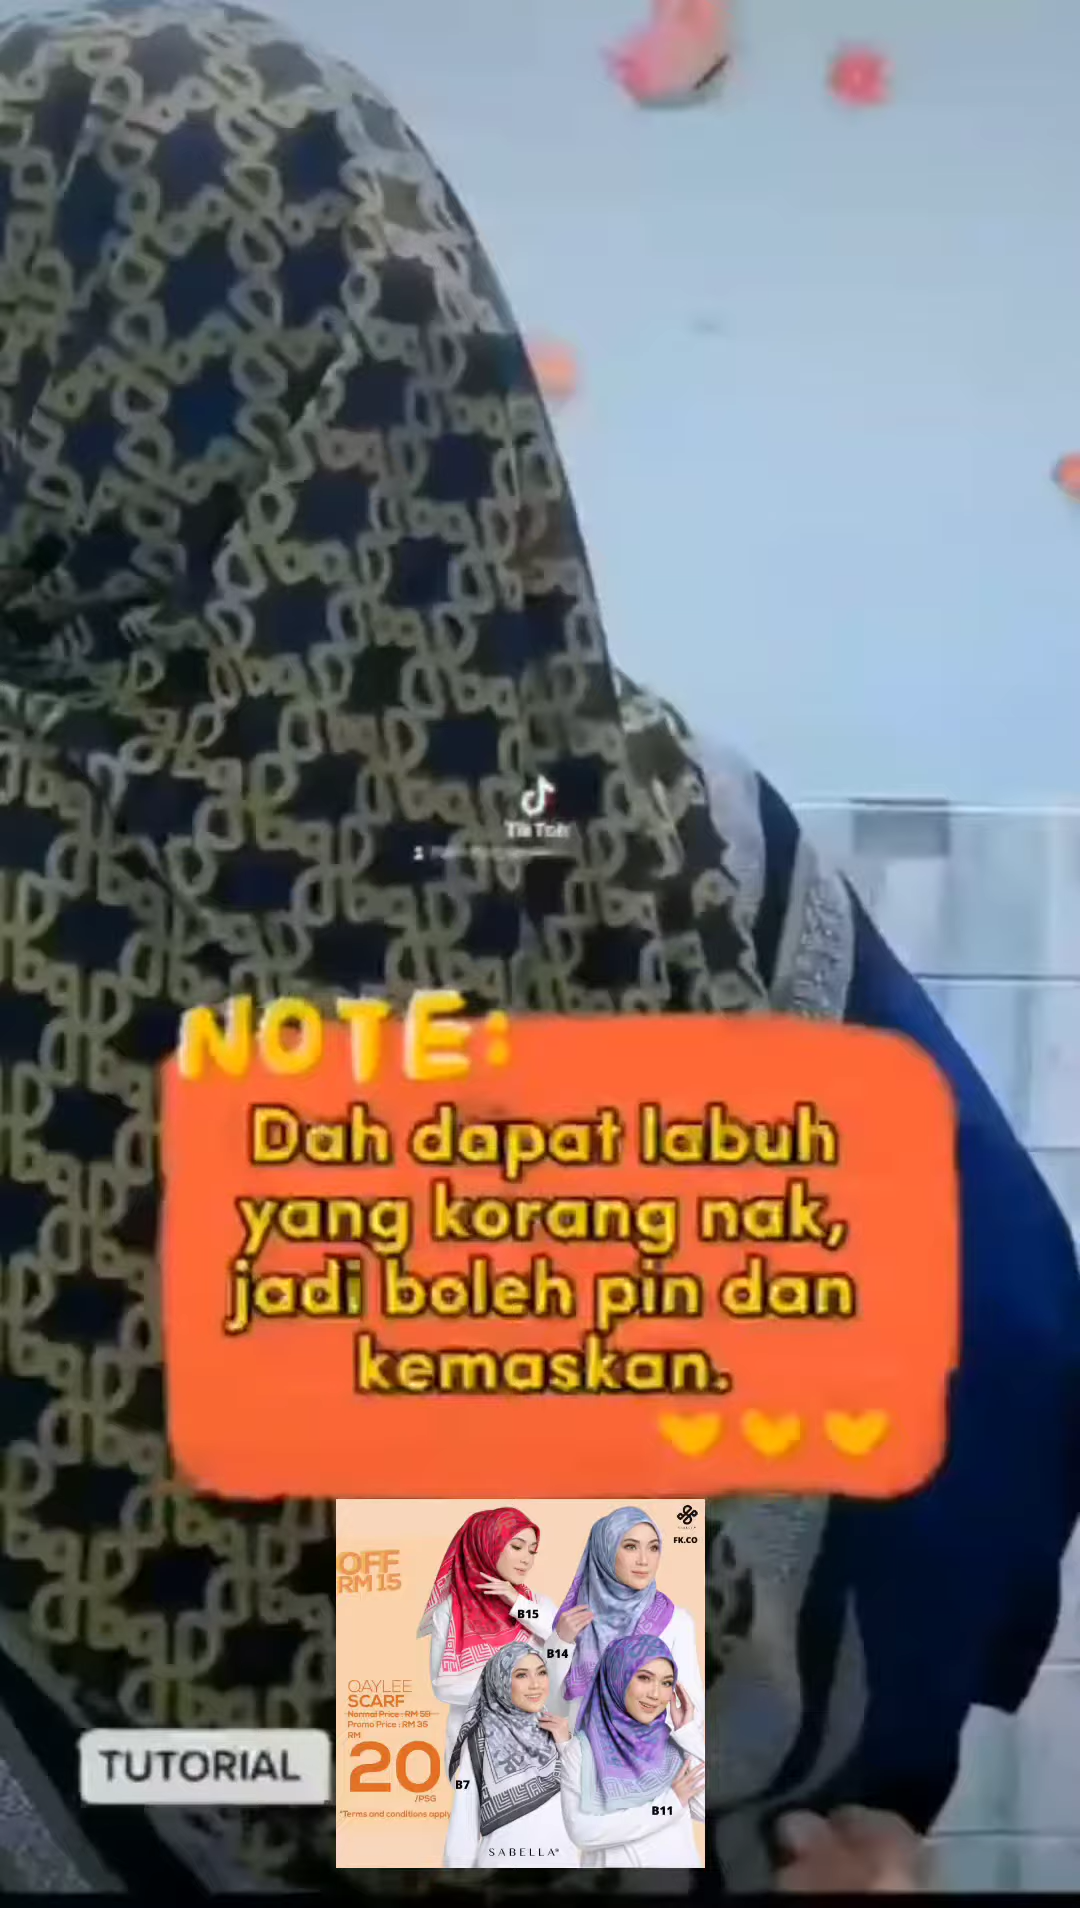 TikTok
NOTE:
Dah dapat labuh
yang korang nak,
jadi boleh pin dan
kemaskan.
TUTORIAL
FK.CO
OFF
RM 15
B15
B14
QAYLEE
SCARF
Normal Price : RM 59
Promo Price : RM 35
RM
20
/PSG
B7
B11
*Terms and conditions apply
SABELLA